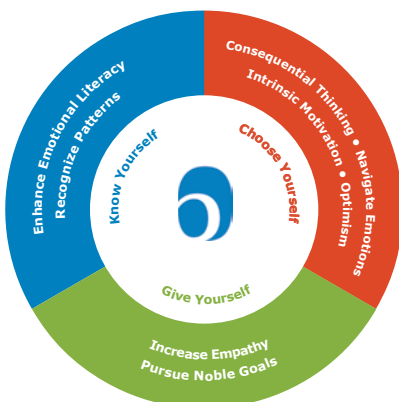 Enhance Emotional Literacy
Recognize Patterns
Know Yourself
Consequential Thinking • Navigate Emotions
Intrinsic Motivation • Optimism
Choose Yourself
6
Give Yourself
Increase Empathy
Pursue Noble Goals